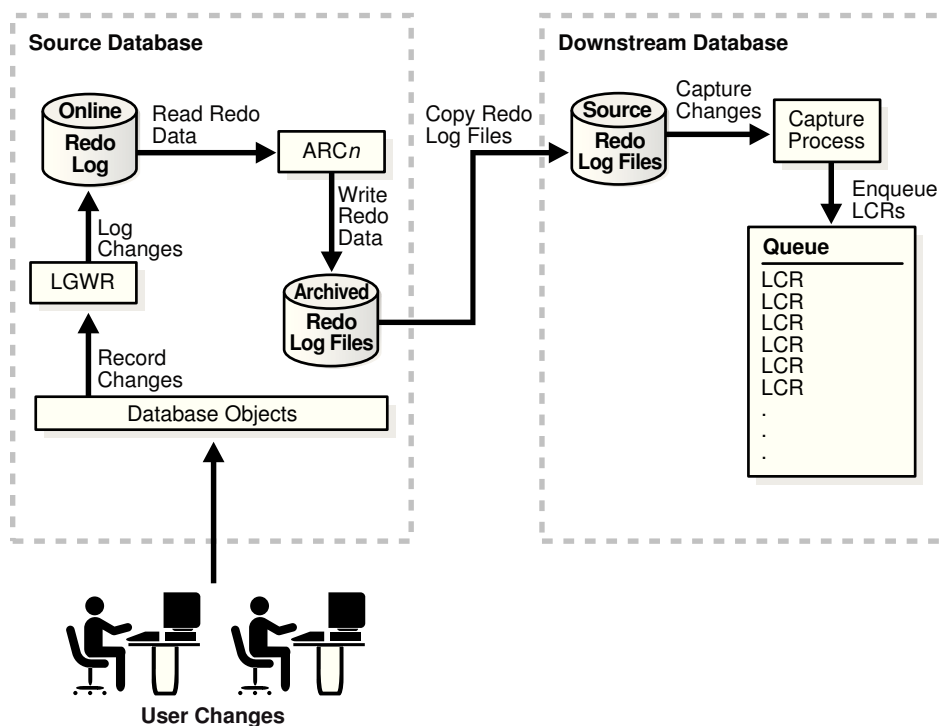 Source Database
Online
Redo
Log
Read Redo
Data
ARCn
Write
Redo
Data
Log
Changes
LGWR
Archived
Redo
Log Files
Record
Changes
Database Objects
User Changes
Copy Redo
Log Files
Downstream Database
Source
Redo
Log Files
Capture
Changes
Capture
Process
Enqueue
LCRs
Queue
LCR
LCR
LCR
LCR
LCR
LCR
.
.
.